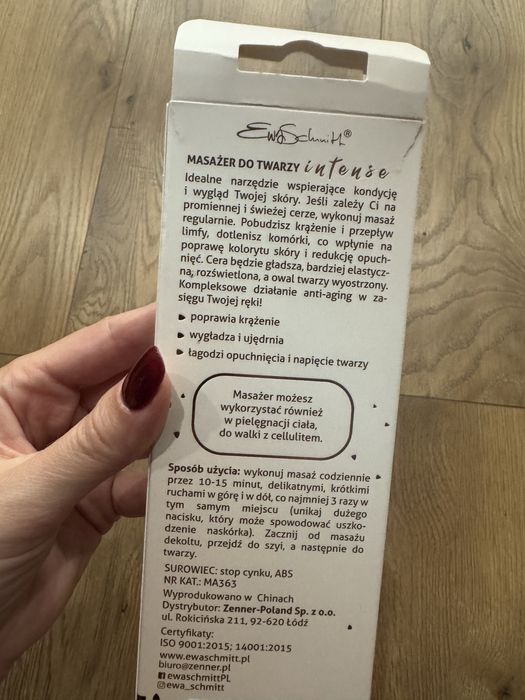 EwaSchmitt®
MASAŻER DO TWARZY intense
Idealne narzędzie wspierające kondycję
i wygląd Twojej skóry. Jeśli zależy Ci na
promiennej i świeżej cerze, wykonuj masaż
regularnie. Pobudzisz krążenie i przepływ
limfy, dotlenisz komórki, co wpłynie na
poprawę kolorytu skóry i redukcję opuch-
nięć. Cera będzie gładsza, bardziej elastycz-
na, rozświetlona, a owal twarzy wyostrzony.
Kompleksowe działanie anti-aging w za-
sięgu Twojej ręki!
poprawia krążenie
wygładza i ujędrnia
łagodzi opuchnięcia i napięcie twarzy
Masażer możesz
wykorzystać również
w pielęgnacji ciała,
do walki z cellulitem.
Sposób użycia: wykonuj masaż codziennie
przez 10-15 minut, delikatnymi, krótkimi
ruchami w górę i w dół, co najmniej 3 razy w
tym samym miejscu (unikaj dużego
nacisku, który może spowodować uszko-
dzenie naskórka). Zacznij od masażu
dekoltu, przejdź do szyi, a następnie do
twarzy.
SUROWIEC: stop cynku, ABS
NR KAT.: MA363
Wyprodukowano w Chinach
Dystrybutor: Zenner-Poland Sp. z o.o.
ul. Rokicińska 211, 92-620 Łódź
Certyfikaty:
ISO 9001:2015; 14001:2015
www.ewaschmitt.pl
biuro@zenner.pl
ewaschmittPL
ewa_schmitt